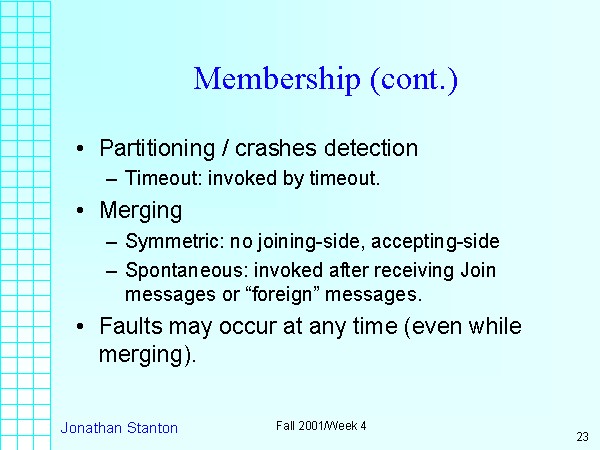 Membership (cont.)
• Partitioning / crashes detection
– Timeout: invoked by timeout.
• Merging
– Symmetric: no joining-side, accepting-side
– Spontaneous: invoked after receiving Join
messages or “foreign” messages.
• Faults may occur at any time (even while
merging).
Jonathan Stanton
Fall 2001/Week 4
23